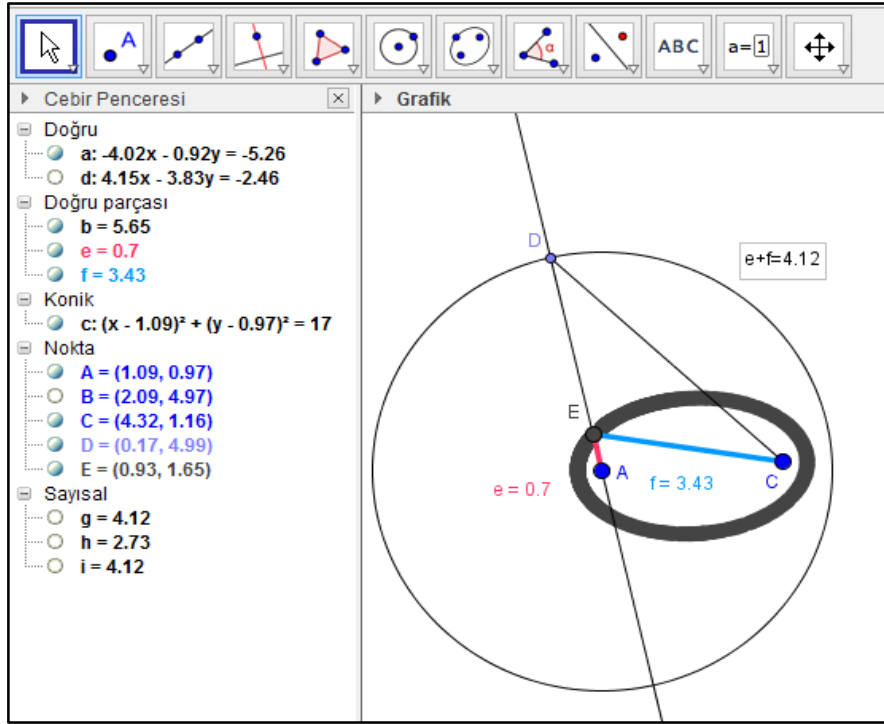 A
α
ABC
a=1
Cebir Penceresi
Doğru
a: -4.02x - 0.92y = -5.26
d: 4.15x - 3.83y = -2.46
Doğru parçası
b = 5.65
e = 0.7
f = 3.43
Konik
c: (x - 1.09)² + (y - 0.97)² = 17
Nokta
A = (1.09, 0.97)
B = (2.09, 4.97)
C = (4.32, 1.16)
D = (0.17, 4.99)
E = (0.93, 1.65)
Sayısal
g = 4.12
h = 2.73
i = 4.12
Grafik
D
e+f=4.12
E
A
C
e = 0.7
f = 3.43